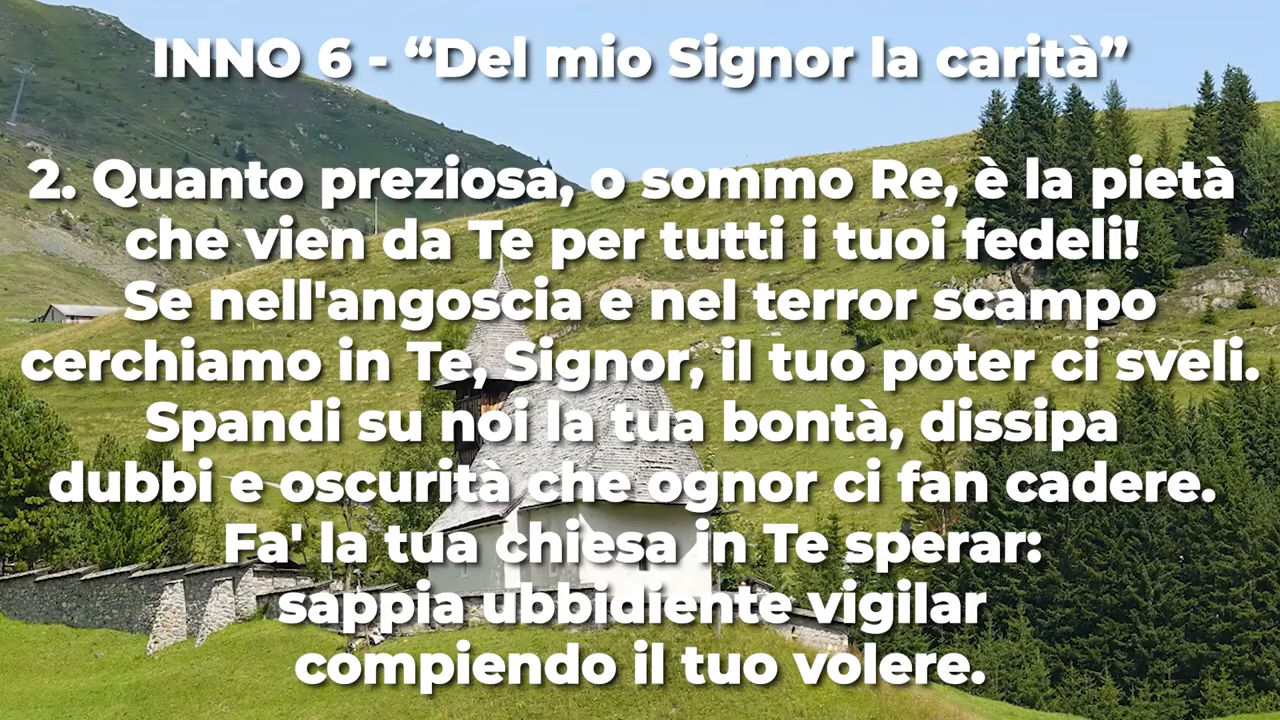 INNO 6 - “Del mio Signor la carità”
2. Quanto preziosa, o sommo Re, è la pietà
che vien da Te per tutti i tuoi fedeli!
Se nell'angoscia e nel terror scampo
cerchiamo in Te, Signor, il tuo poter ci sveli.
Spandi su noi la tua bontà, dissipa
dubbi e oscurità che ognor ci fan cadere.
Fa' la tua chiesa in Te sperar:
sappia ubbidiente vigilar
compiendo il tuo volere.